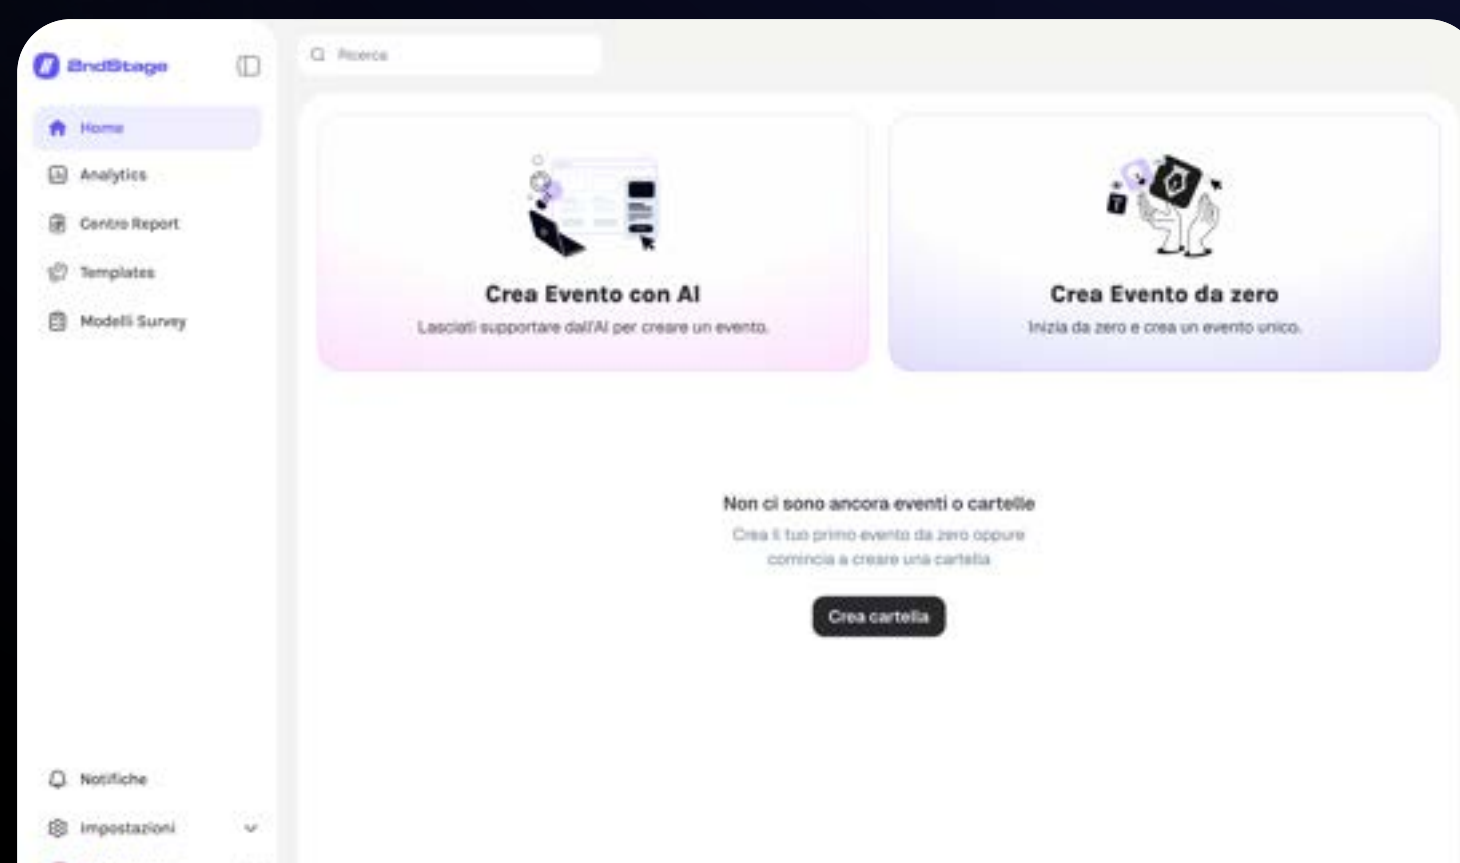 2ndStage
Ricerca
Home
Analytics
Centro Report
Templates
Modelli Survey
Crea Evento con AI
Lasciati supportare dall'AI per creare un evento.
Crea Evento da zero
Inizia da zero e crea un evento unico.
Non ci sono ancora eventi o cartelle
Crea il tuo primo evento da zero oppure
comincia a creare una cartella
Crea cartella
Notifiche
Impostazioni